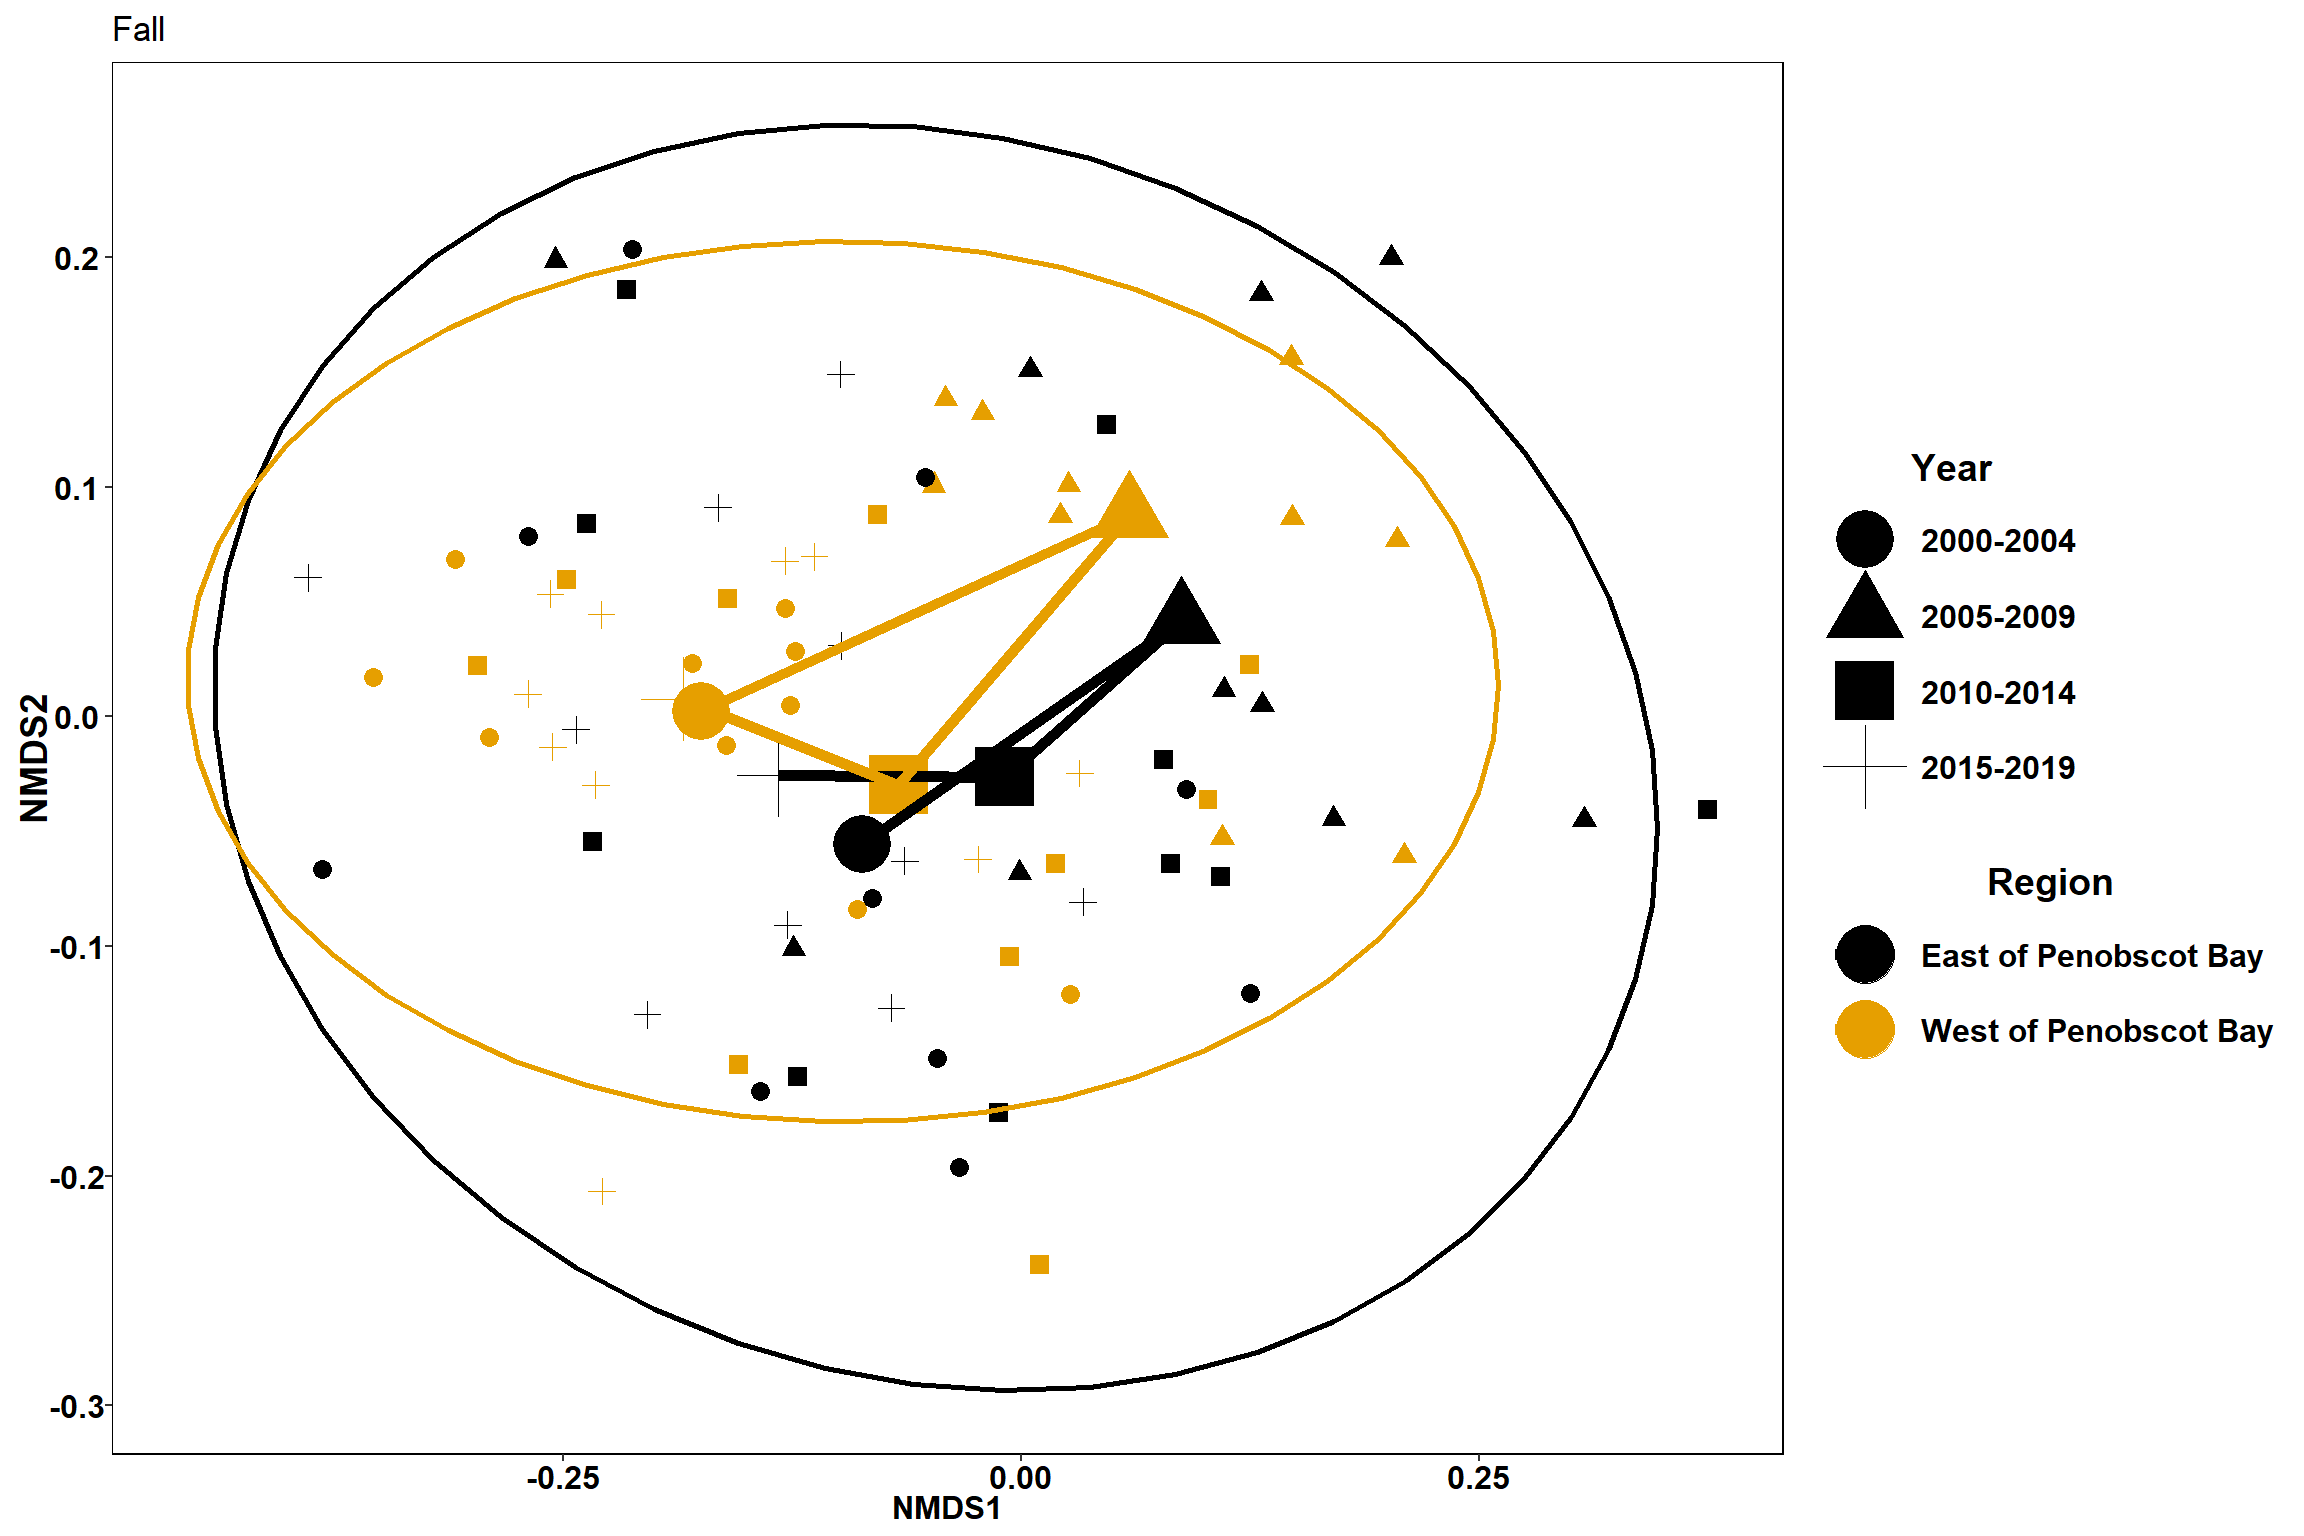 Fall
NMDS2
0.2
0.1
0.0
-0.1
-0.2
-0.3
-0.25
0.00
0.25
NMDS1
Year
2000-2004
2005-2009
2010-2014
2015-2019
Region
East of Penobscot Bay
West of Penobscot Bay